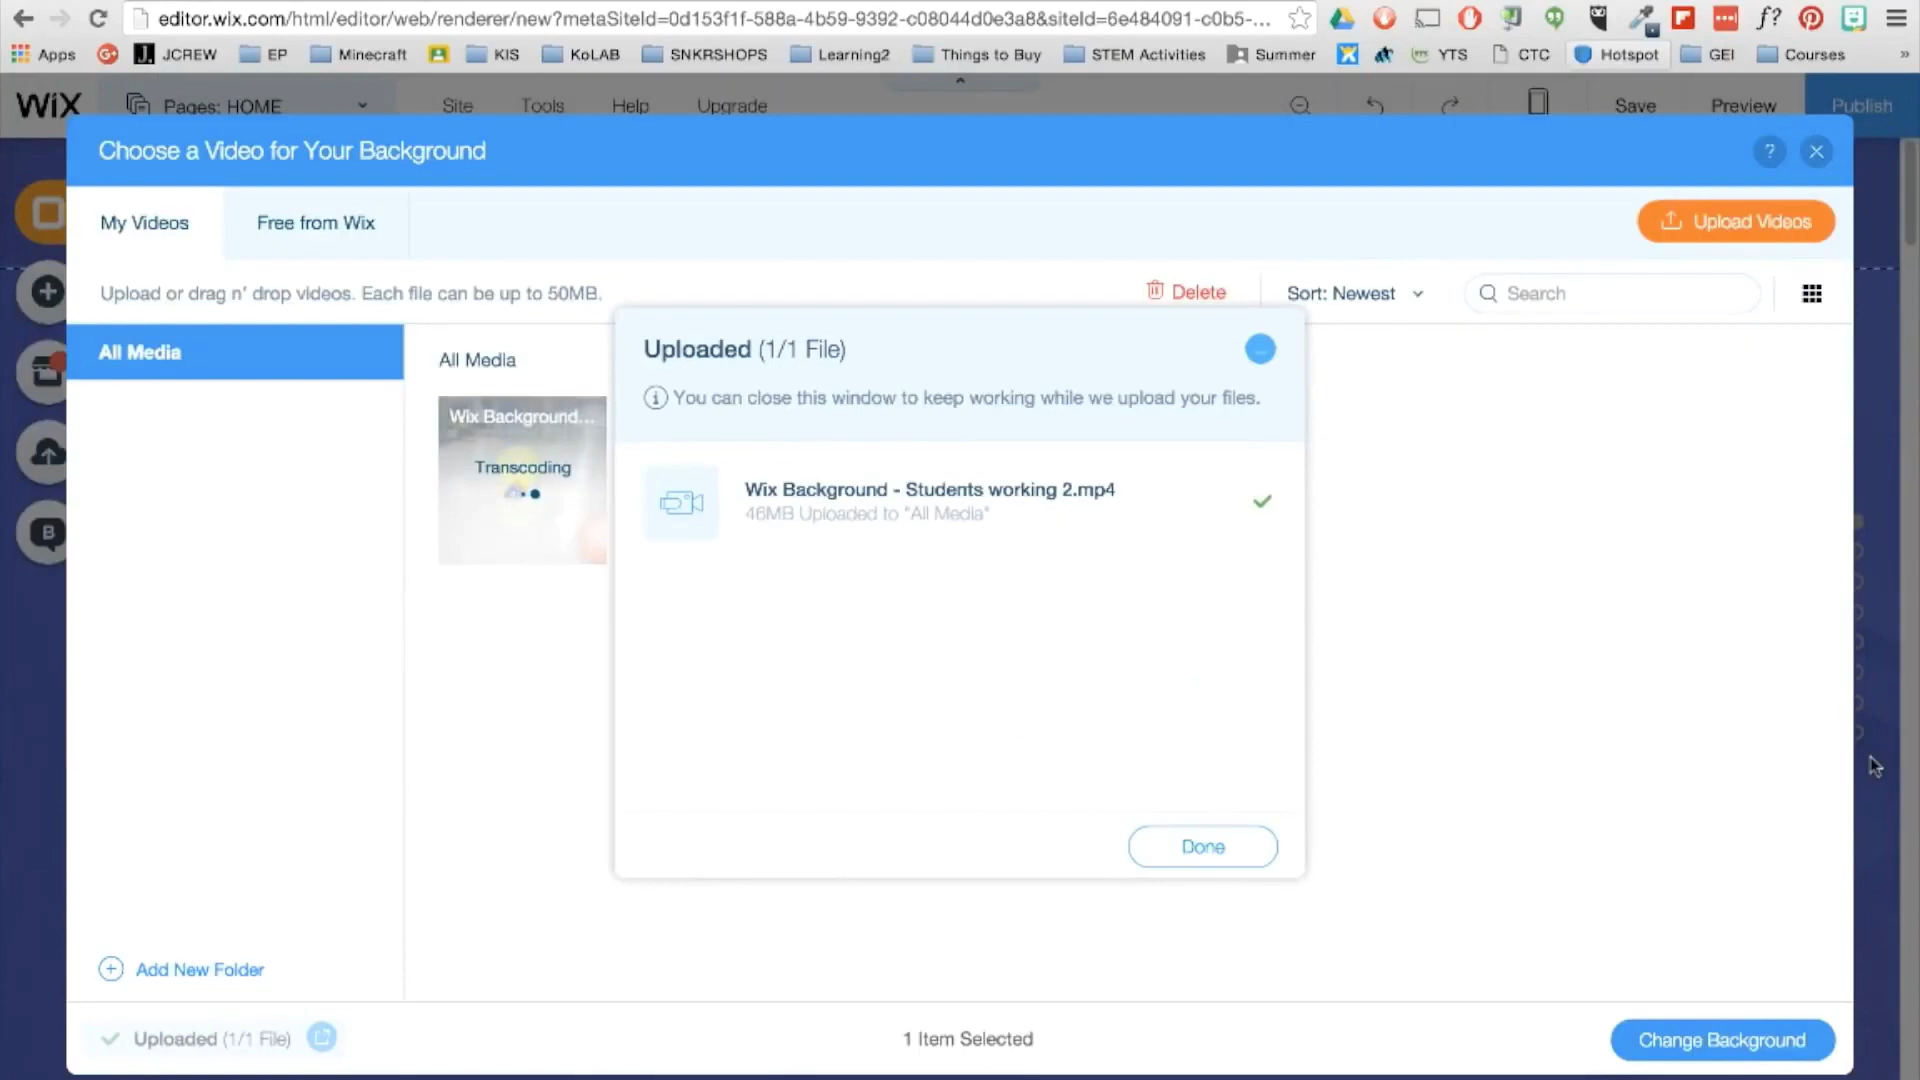 editor.wix.com/html/editor/web/renderer/new?metaSiteId=0d153f1f-588a-4b59-9392-c08044d0e3a8&siteId=6e484091-c0b5-...
Apps JCREW EP Minecraft KIS KoLAB SNKRSHOPS Learning2 Things to Buy STEM Activities Summer YTS CTC Hotspot GEI Courses »
WiX Pages: HOME Site Tools Help Upgrade Save Preview Publish
Choose a Video for Your Background ?
My Videos Free from Wix Upload Videos
Upload or drag n' drop videos. Each file can be up to 50MB. Delete Sort: Newest Search
All Media
All Media
Wix Background...
Transcoding
Uploaded (1/1 File)
You can close this window to keep working while we upload your files.
Wix Background - Students working 2.mp4
46MB Uploaded to "All Media"
Done
Add New Folder
Uploaded (1/1 File) 1 Item Selected Change Background